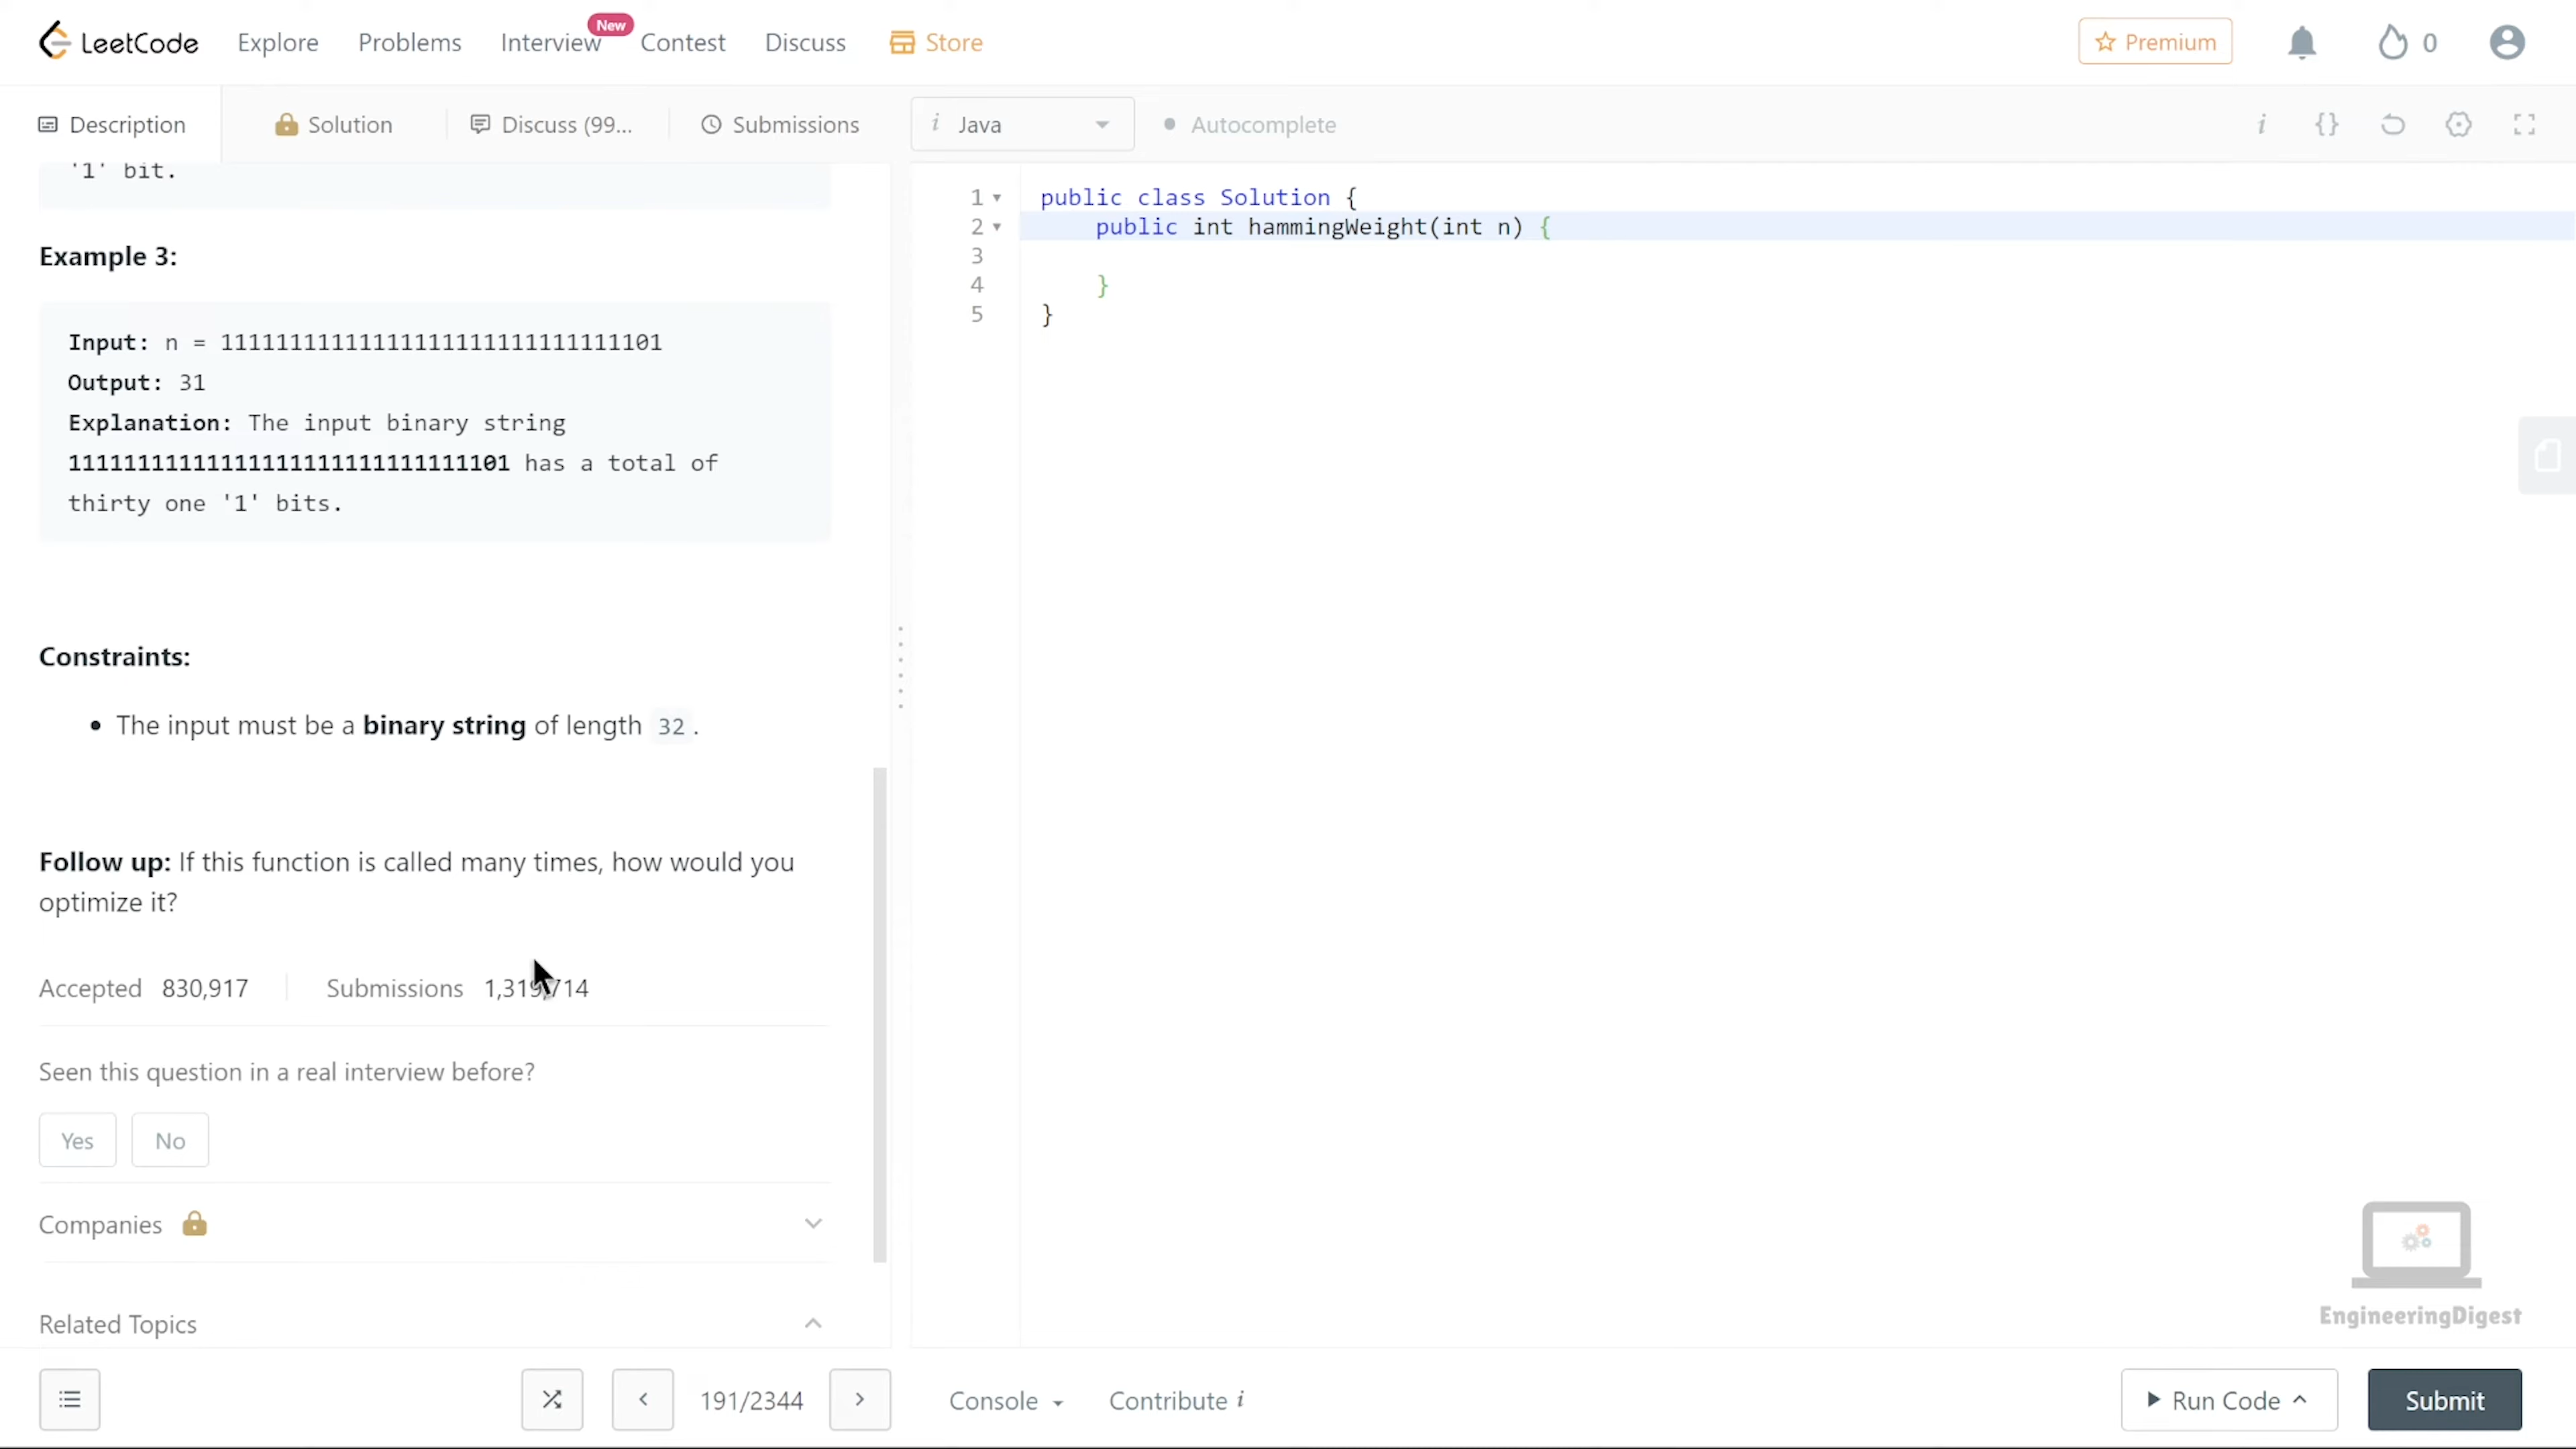 LeetCode Explore Problems Interview New Contest Discuss Store Premium 0
Description Solution Discuss (99... Submissions i Java Autocomplete i {}
'1' bit.
Example 3:
Input: n = 11111111111111111111111111111101
Output: 31
Explanation: The input binary string
11111111111111111111111111111101 has a total of
thirty one '1' bits.
Constraints:
• The input must be a binary string of length 32.
Follow up: If this function is called many times, how would you
optimize it?
Accepted 830,917 Submissions 1,319,714
Seen this question in a real interview before?
Yes No
Companies
Related Topics
191/2344
1 public class Solution {
2 public int hammingWeight(int n) {
3
4 }
5 }
EngineeringDigest
Console Contribute i Run Code Submit